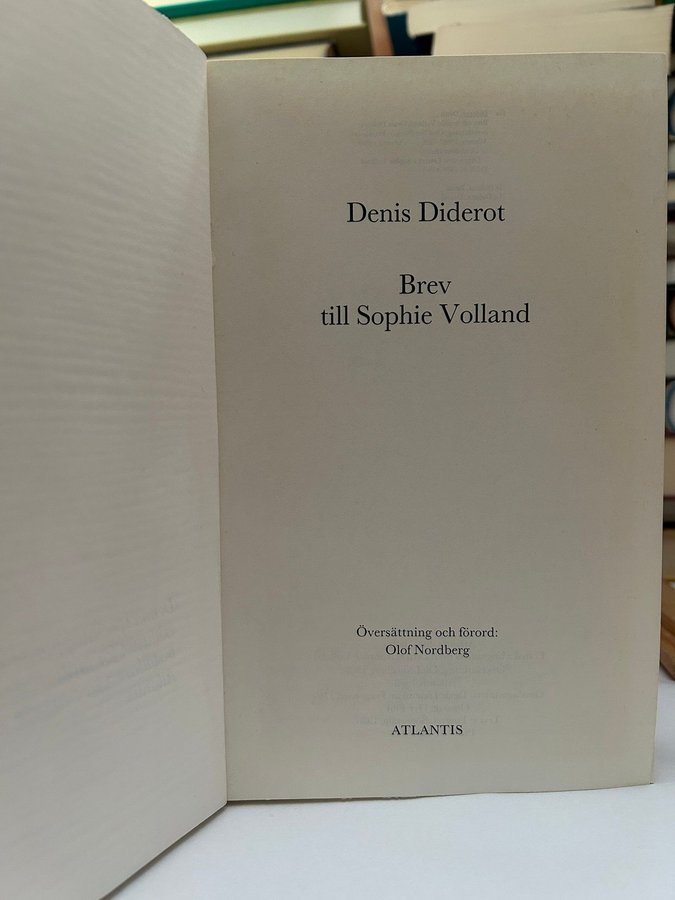 Denis Diderot
Brev
till Sophie Volland
Översättning och förord:
Olof Nordberg
ATLANTIS